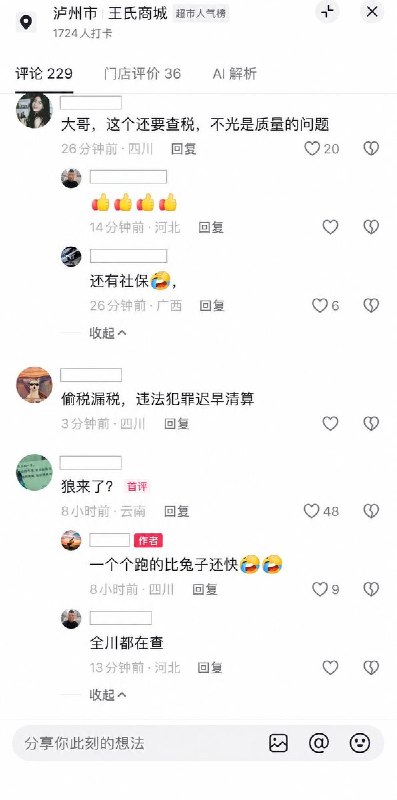 泸州市 | 王氏商城 超市人气榜
1724人打卡
评论 229 门店评价 36 AI 解析
大哥，这个还要查税，不光是质量的问题
26分钟前 · 四川 回复 20
14分钟前 · 河北 回复
还有社保🤣，
26分钟前 · 广西 回复 6
收起
偷税漏税，违法犯罪迟早清算
3分钟前 · 四川 回复
狼来了？ 首评
8小时前 · 云南 回复 48
作者
一个个跑的比兔子还快🤣🤣
8小时前 · 四川 回复 9
全川都在查
13分钟前 · 河北 回复
收起
分享你此刻的想法